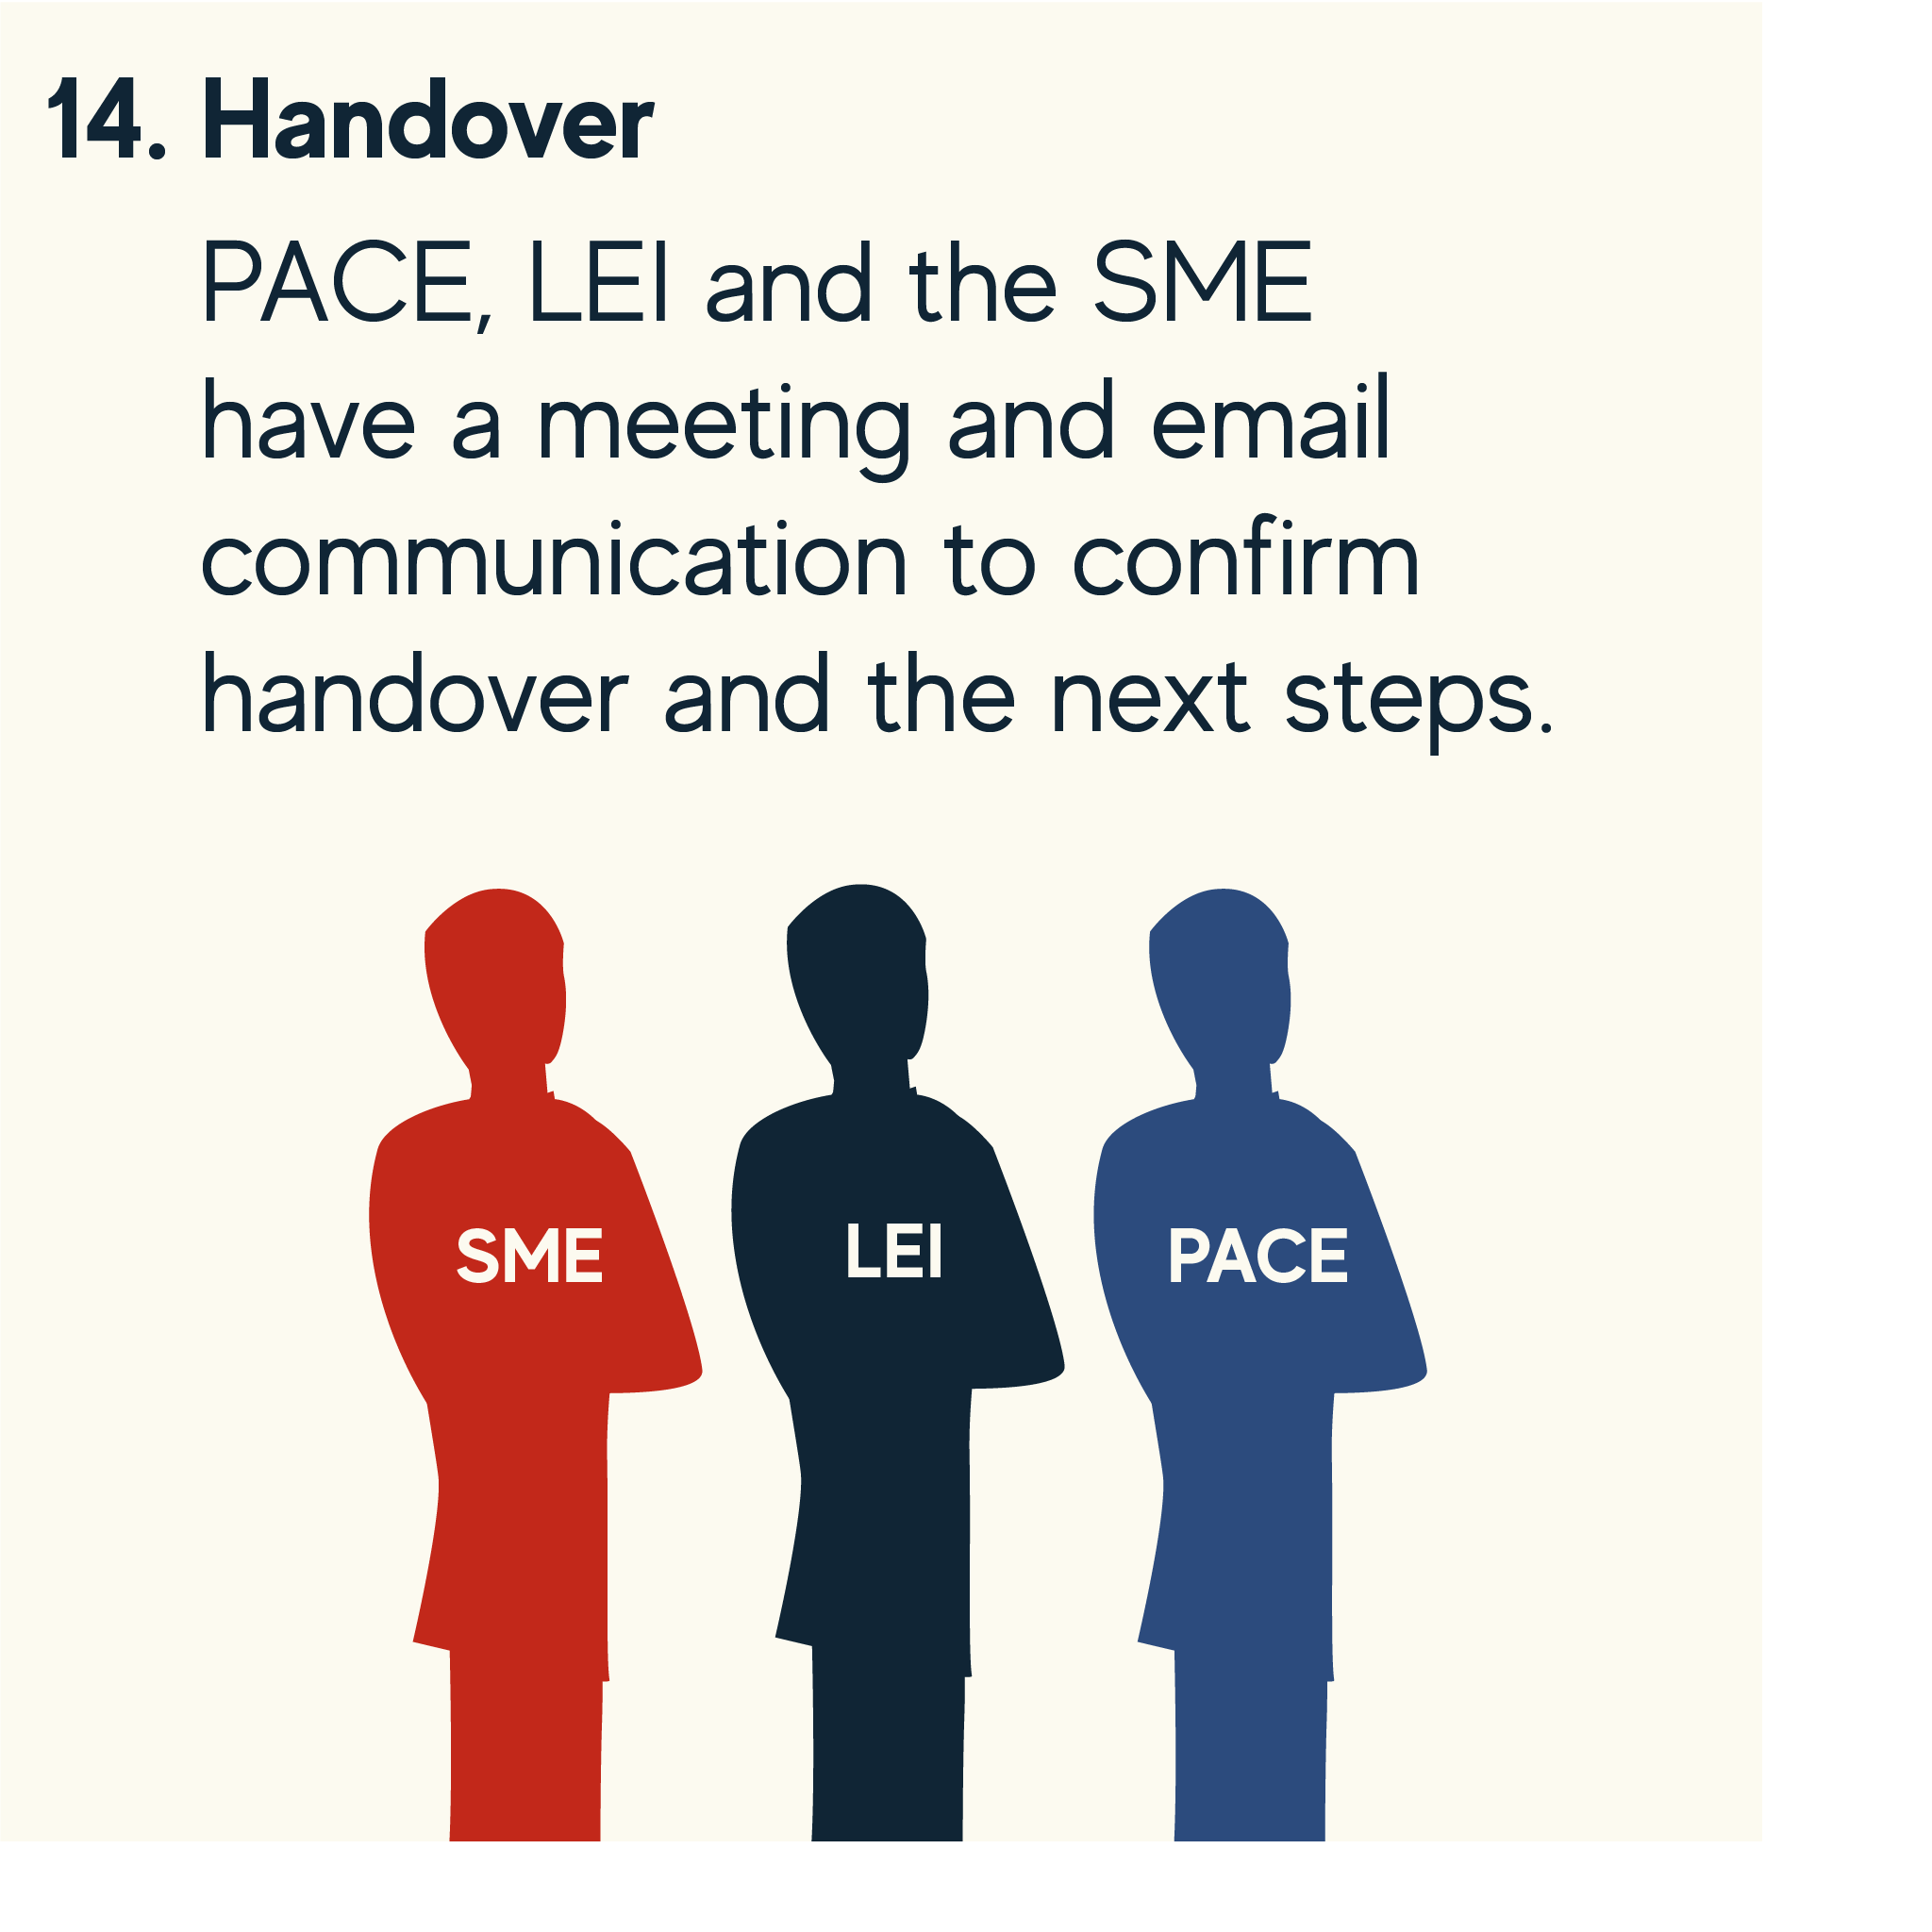 14. Handover
PACE, LEI and the SME
have a meeting and email
communication to confirm
handover and the next steps.
SME
LEI
PACE